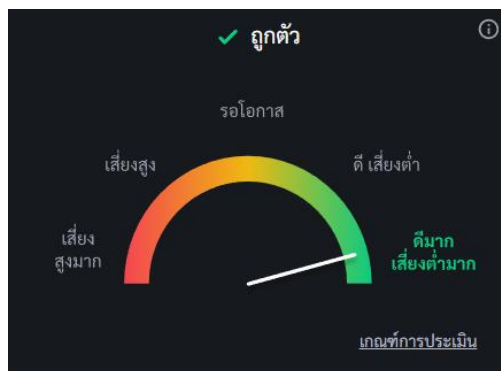 ถูกตัว
รอโอกาส
เสี่ยงสูง
ดี เสี่ยงต่ำ
เสี่ยง
สูงมาก
ดีมาก
เสี่ยงต่ำมาก
เกณฑ์การประเมิน